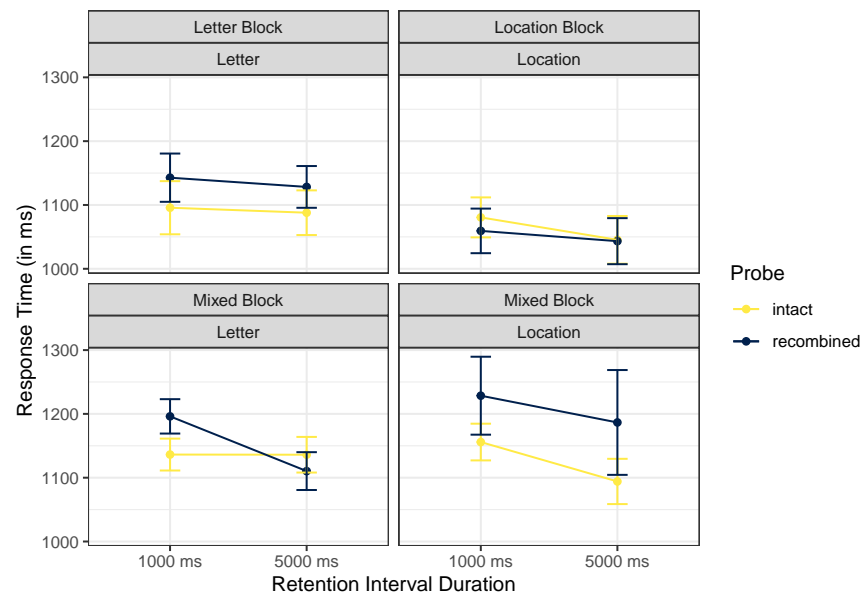 Letter Block
Location Block
Letter
Location
1300
1200
1100
1000
Mixed Block
Mixed Block
Letter
Location
1300
1200
1100
1000
1000 ms
5000 ms
1000 ms
5000 ms
Retention Interval Duration
Response Time (in ms)
Probe
intact
recombined